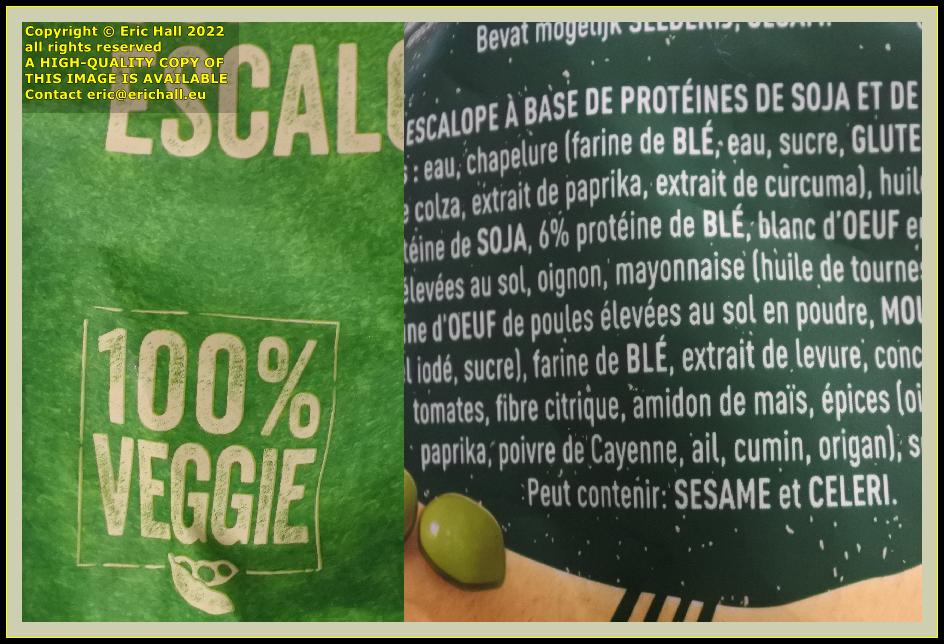 Copyright © Eric Hall 2022
all rights reserved
A HIGH-QUALITY COPY OF
THIS IMAGE IS AVAILABLE
Contact eric@erichall.eu
ESCALO
100%
VEGGIE
Bevat mogelijk SELDERIJ, SESAM.
ESCALOPE À BASE DE PROTÉINES DE SOJA ET DE
: eau, chapelure (farine de BLÉ, eau, sucre, GLUTE
colza, extrait de paprika, extrait de curcuma), huile
téine de SOJA, 6% protéine de BLÉ, blanc d'OEUF e
élevées au sol, oignon, mayonnaise (huile de tournes
ne d'OEUF de poules élevées au sol en poudre, MOU
l iodé, sucre), farine de BLÉ, extrait de levure, conc
tomates, fibre citrique, amidon de maïs, épices (oi
paprika, poivre de Cayenne, ail, cumin, origan), s
Peut contenir: SESAME et CELERI.